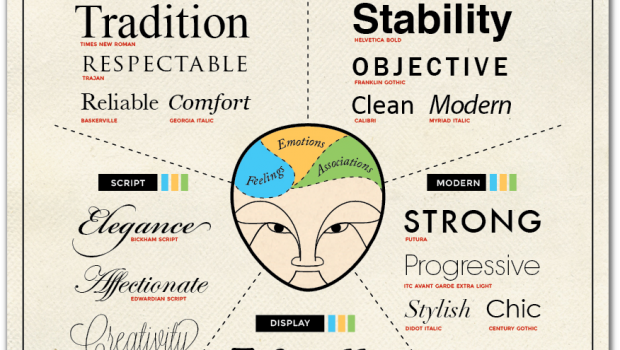 Tradition
TIMES NEW ROMAN
RESPECTABLE
TRAJAN
Reliable Comfort
BASKERVILLE GEORGIA ITALIC
Stability
HELVETICA BOLD
OBJECTIVE
FRANKLIN GOTHIC
Clean Modern
CALIBRI MYRIAD ITALIC
Emotions
Feelings
Associations
SCRIPT
Elegance
BICKHAM SCRIPT
Affectionate
EDWARDIAN SCRIPT
Creativity
MODERN
STRONG
FUTURA
Progressive
ITC AVANT GARDE EXTRA LIGHT
Stylish Chic
DIDOT ITALIC CENTURY GOTHIC
DISPLAY